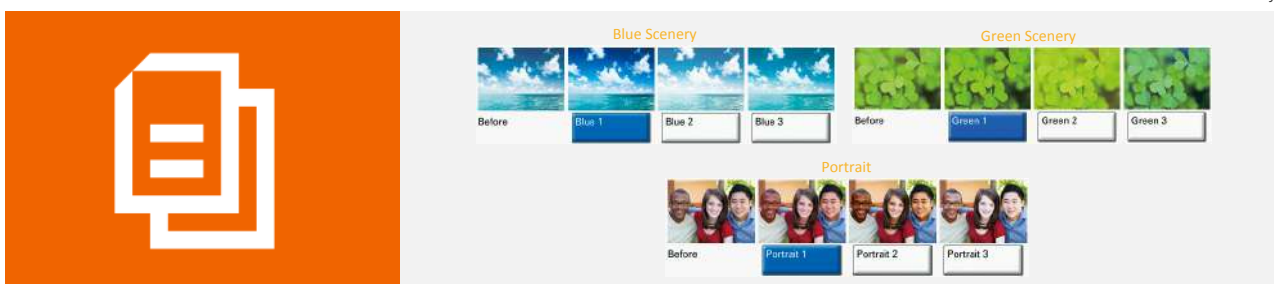 Blue Scenery
Before Blue 1 Blue 2 Blue 3
Green Scenery
Before Green 1 Green 2 Green 3
Portrait
Before Portrait 1 Portrait 2 Portrait 3